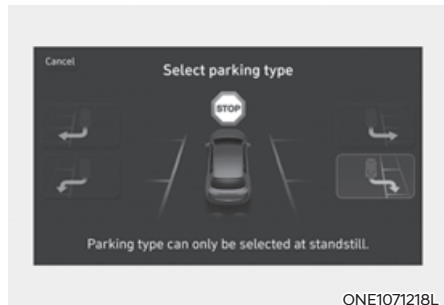 Cancel
Select parking type
STOP
Parking type can only be selected at standstill.
ONE1071218L